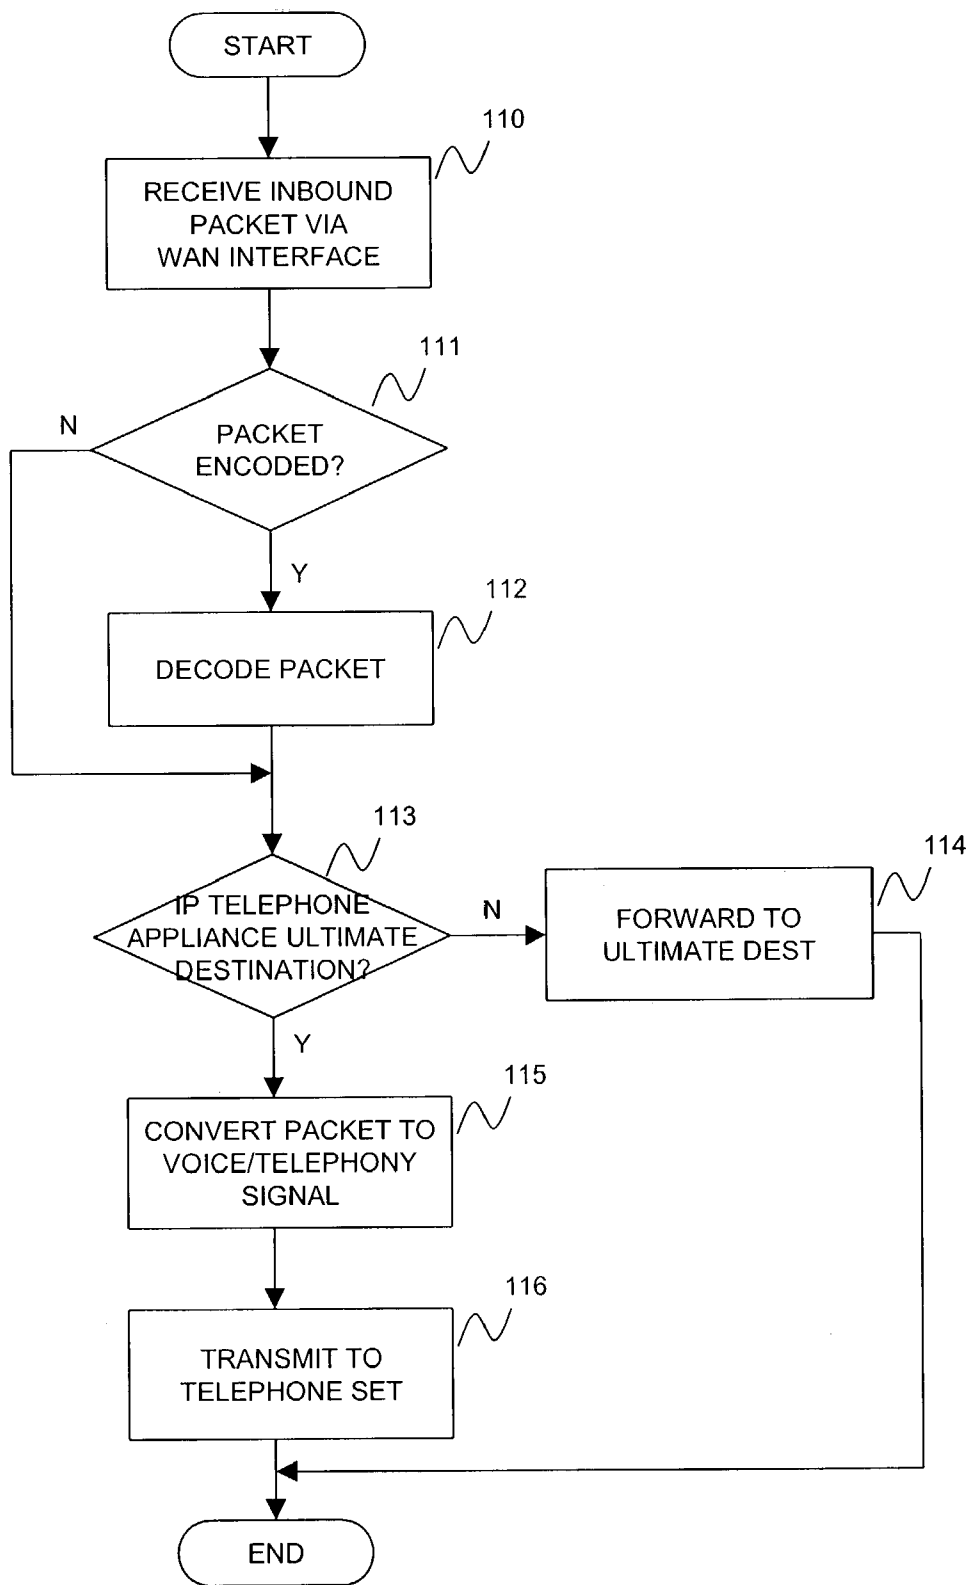 START
110
RECEIVE INBOUND
PACKET VIA
WAN INTERFACE
111
N
PACKET
ENCODED?
Y
112
DECODE PACKET
113
114
IP TELEPHONE
APPLIANCE ULTIMATE
DESTINATION?
N
FORWARD TO
ULTIMATE DEST
Y
115
CONVERT PACKET TO
VOICE/TELEPHONY
SIGNAL
116
TRANSMIT TO
TELEPHONE SET
END